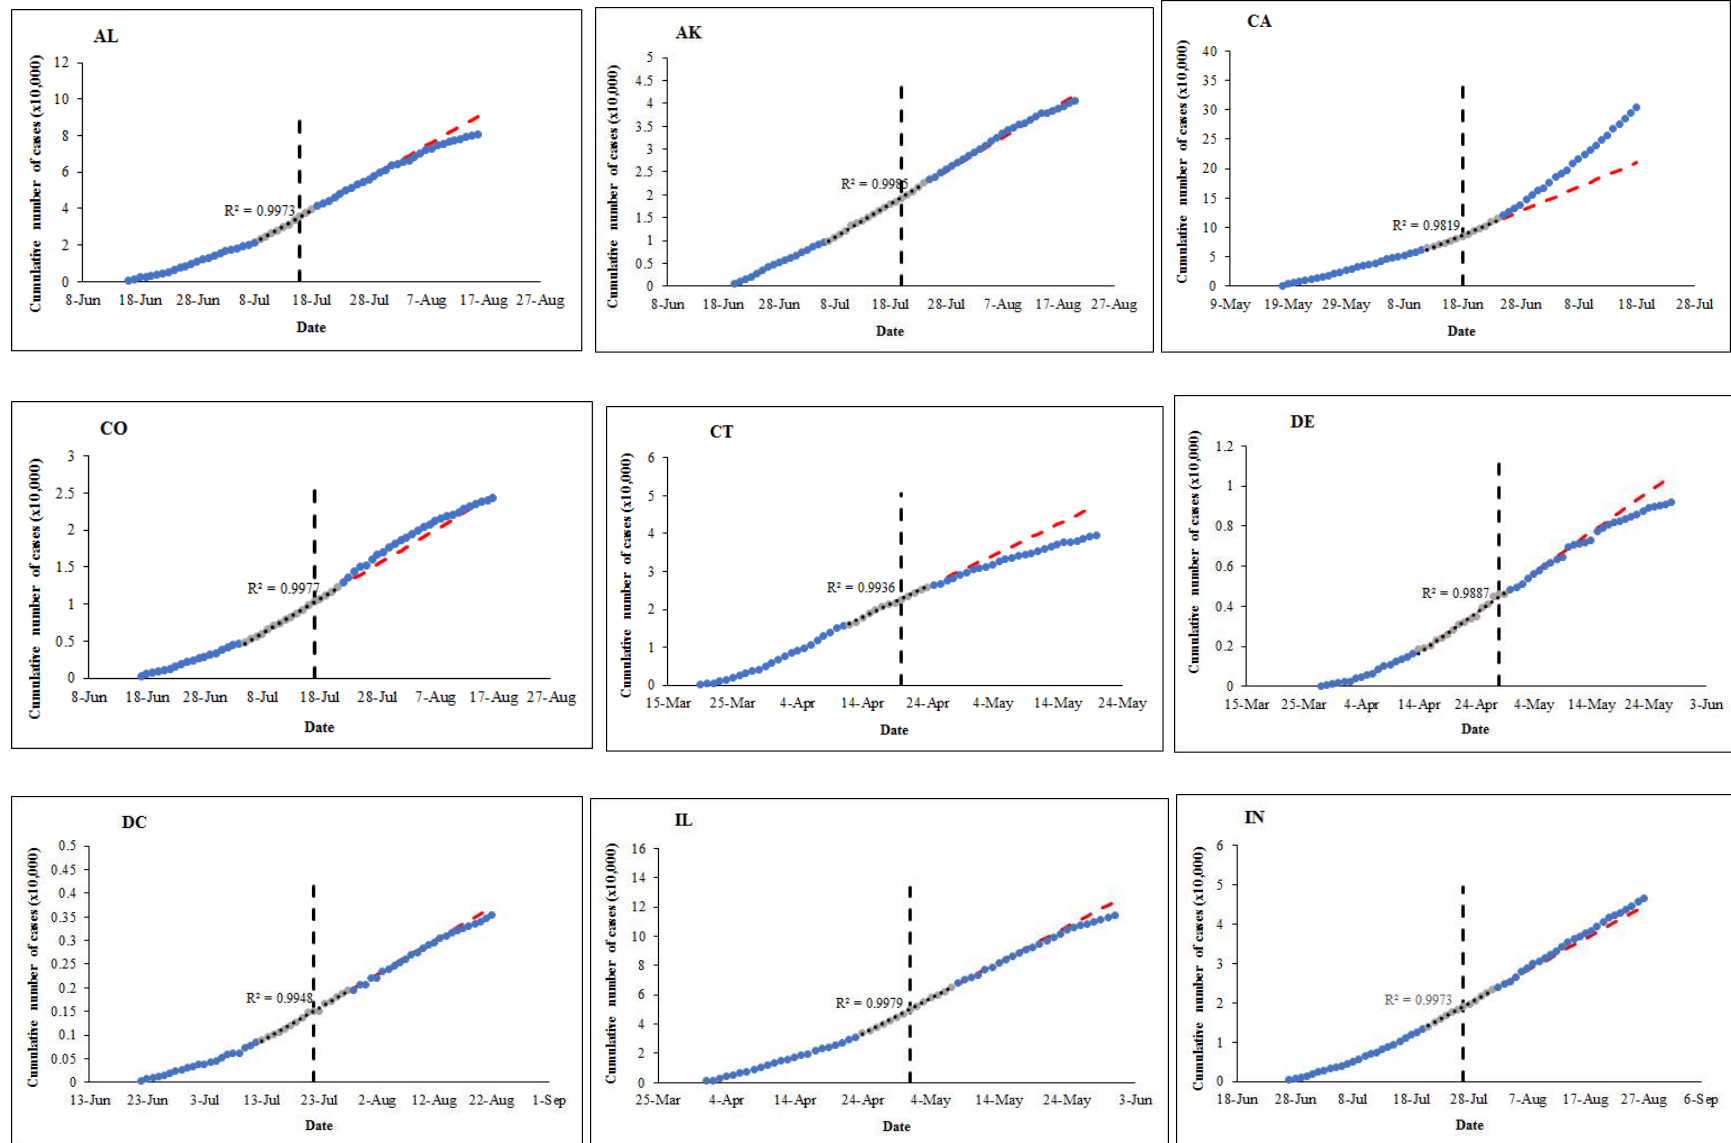 AL
Cumulative number of cases (x10,000)
12
10
8
6
4
2
0
R² = 0.9973
8-Jun 18-Jun 28-Jun 8-Jul 18-Jul 28-Jul 7-Aug 17-Aug 27-Aug
Date
AK
Cumulative number of cases (x10,000)
5
4.5
4
3.5
3
2.5
2
1.5
1
0.5
0
R² = 0.9985
8-Jun 18-Jun 28-Jun 8-Jul 18-Jul 28-Jul 7-Aug 17-Aug 27-Aug
Date
CA
Cumulative number of cases (x10,000)
40
35
30
25
20
15
10
5
0
R² = 0.9819
9-May 19-May 29-May 8-Jun 18-Jun 28-Jun 8-Jul 18-Jul 28-Jul
Date
CO
Cumulative number of cases (x10,000)
3
2.5
2
1.5
1
0.5
0
R² = 0.9977
8-Jun 18-Jun 28-Jun 8-Jul 18-Jul 28-Jul 7-Aug 17-Aug 27-Aug
Date
CT
Cumulative number of cases (x10,000)
6
5
4
3
2
1
0
R² = 0.9936
15-Mar 25-Mar 4-Apr 14-Apr 24-Apr 4-May 14-May 24-May
Date
DE
Cumulative number of cases (x10,000)
1.2
1
0.8
0.6
0.4
0.2
0
R² = 0.9887
15-Mar 25-Mar 4-Apr 14-Apr 24-Apr 4-May 14-May 24-May 3-Jun
Date
DC
Cumulative number of cases (x10,000)
0.5
0.45
0.4
0.35
0.3
0.25
0.2
0.15
0.1
0.05
0
R² = 0.9948
13-Jun 23-Jun 3-Jul 13-Jul 23-Jul 2-Aug 12-Aug 22-Aug 1-Sep
Date
IL
Cumulative number of cases (x10,000)
16
14
12
10
8
6
4
2
0
R² = 0.9979
25-Mar 4-Apr 14-Apr 24-Apr 4-May 14-May 24-May 3-Jun
Date
IN
Cumulative number of cases (x10,000)
6
5
4
3
2
1
0
R² = 0.9973
18-Jun 28-Jun 8-Jul 18-Jul 28-Jul 7-Aug 17-Aug 27-Aug 6-Sep
Date